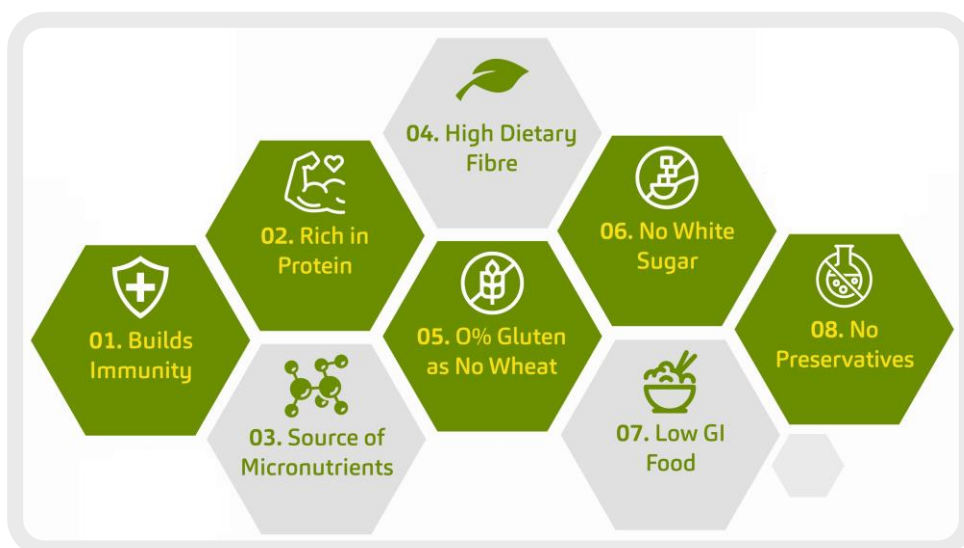 01. Builds
Immunity
02. Rich in
Protein
03. Source of
Micronutrients
04. High Dietary
Fibre
05. 0% Gluten
as No Wheat
06. No White
Sugar
07. Low GI
Food
08. No
Preservatives